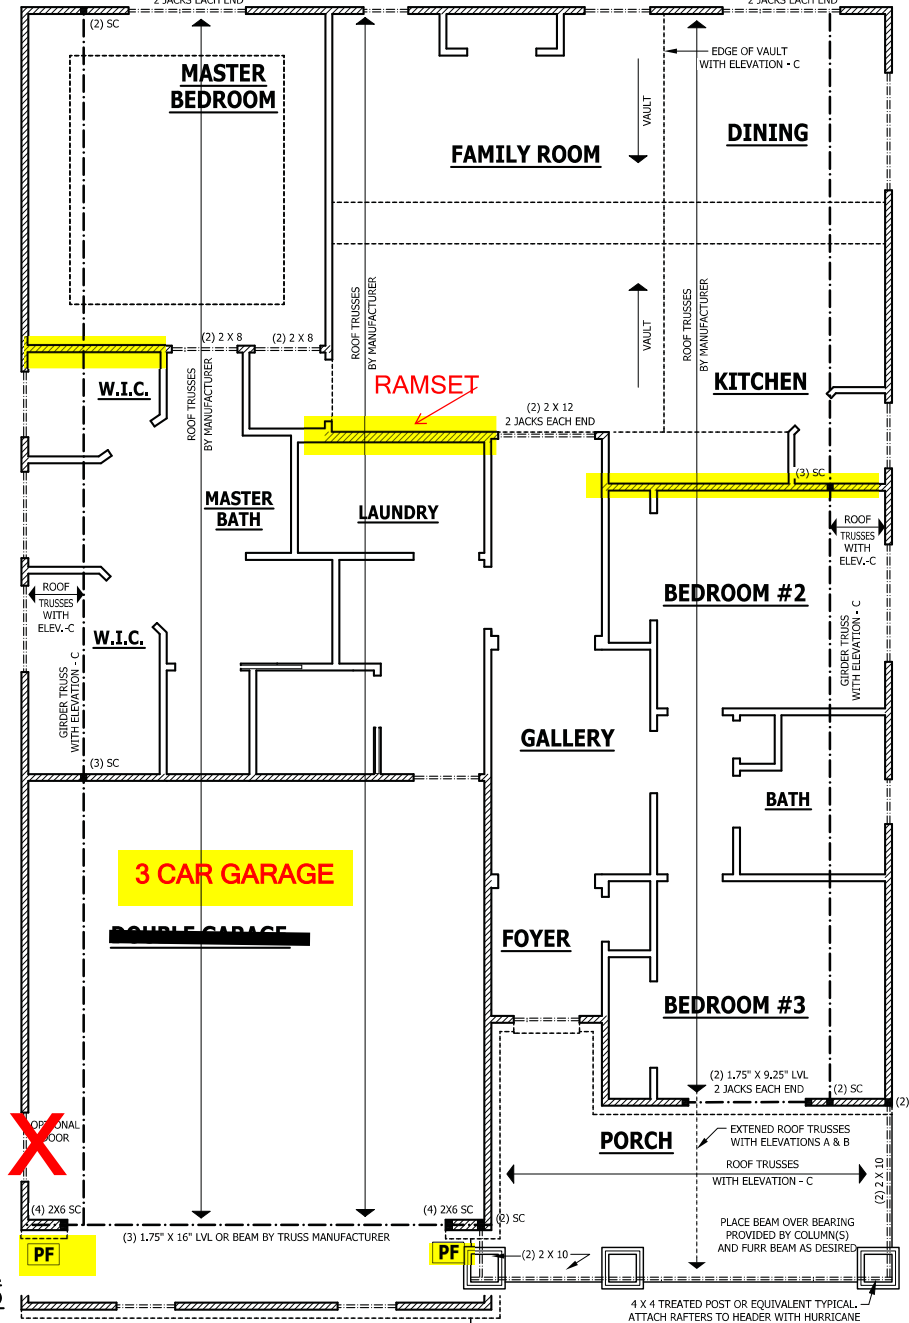 2 JACKS EACH END
2 JACKS EACH END
(2) SC
MASTER
BEDROOM
EDGE OF VAULT
WITH ELEVATION - C
VAULT
DINING
FAMILY ROOM
ROOF TRUSSES
BY MANUFACTURER
ROOF TRUSSES
BY MANUFACTURER
VAULT
(2) 2 X 8
(2) 2 X 8
ROOF TRUSSES
BY MANUFACTURER
W.I.C.
RAMSET
KITCHEN
(2) 2 X 12
2 JACKS EACH END
(3) SC
MASTER
BATH
LAUNDRY
ROOF
TRUSSES
WITH
ELEV.-C
BEDROOM #2
ROOF
TRUSSES
WITH
ELEV.-C
W.I.C.
GIRDER TRUSS
WITH ELEVATION - C
GIRDER TRUSS
WITH ELEVATION - C
GALLERY
(3) SC
BATH
3 CAR GARAGE
DOUBLE GARAGE
FOYER
BEDROOM #3
(2) 1.75" X 9.25" LVL
2 JACKS EACH END
(2) SC
(2)
OPTIONAL
DOOR
X
EXTENED ROOF TRUSSES
WITH ELEVATIONS A & B
PORCH
ROOF TRUSSES
WITH ELEVATION - C
(2) 2 X 10
(4) 2X6 SC
(4) 2X6 SC
(2) SC
(3) 1.75" X 16" LVL OR BEAM BY TRUSS MANUFACTURER
PLACE BEAM OVER BEARING
PROVIDED BY COLUMN(S)
AND FURR BEAM AS DESIRED
PF
PF
(2) 2 X 10
4 X 4 TREATED POST OR EQUIVALENT TYPICAL.
ATTACH RAFTERS TO HEADER WITH HURRICANE